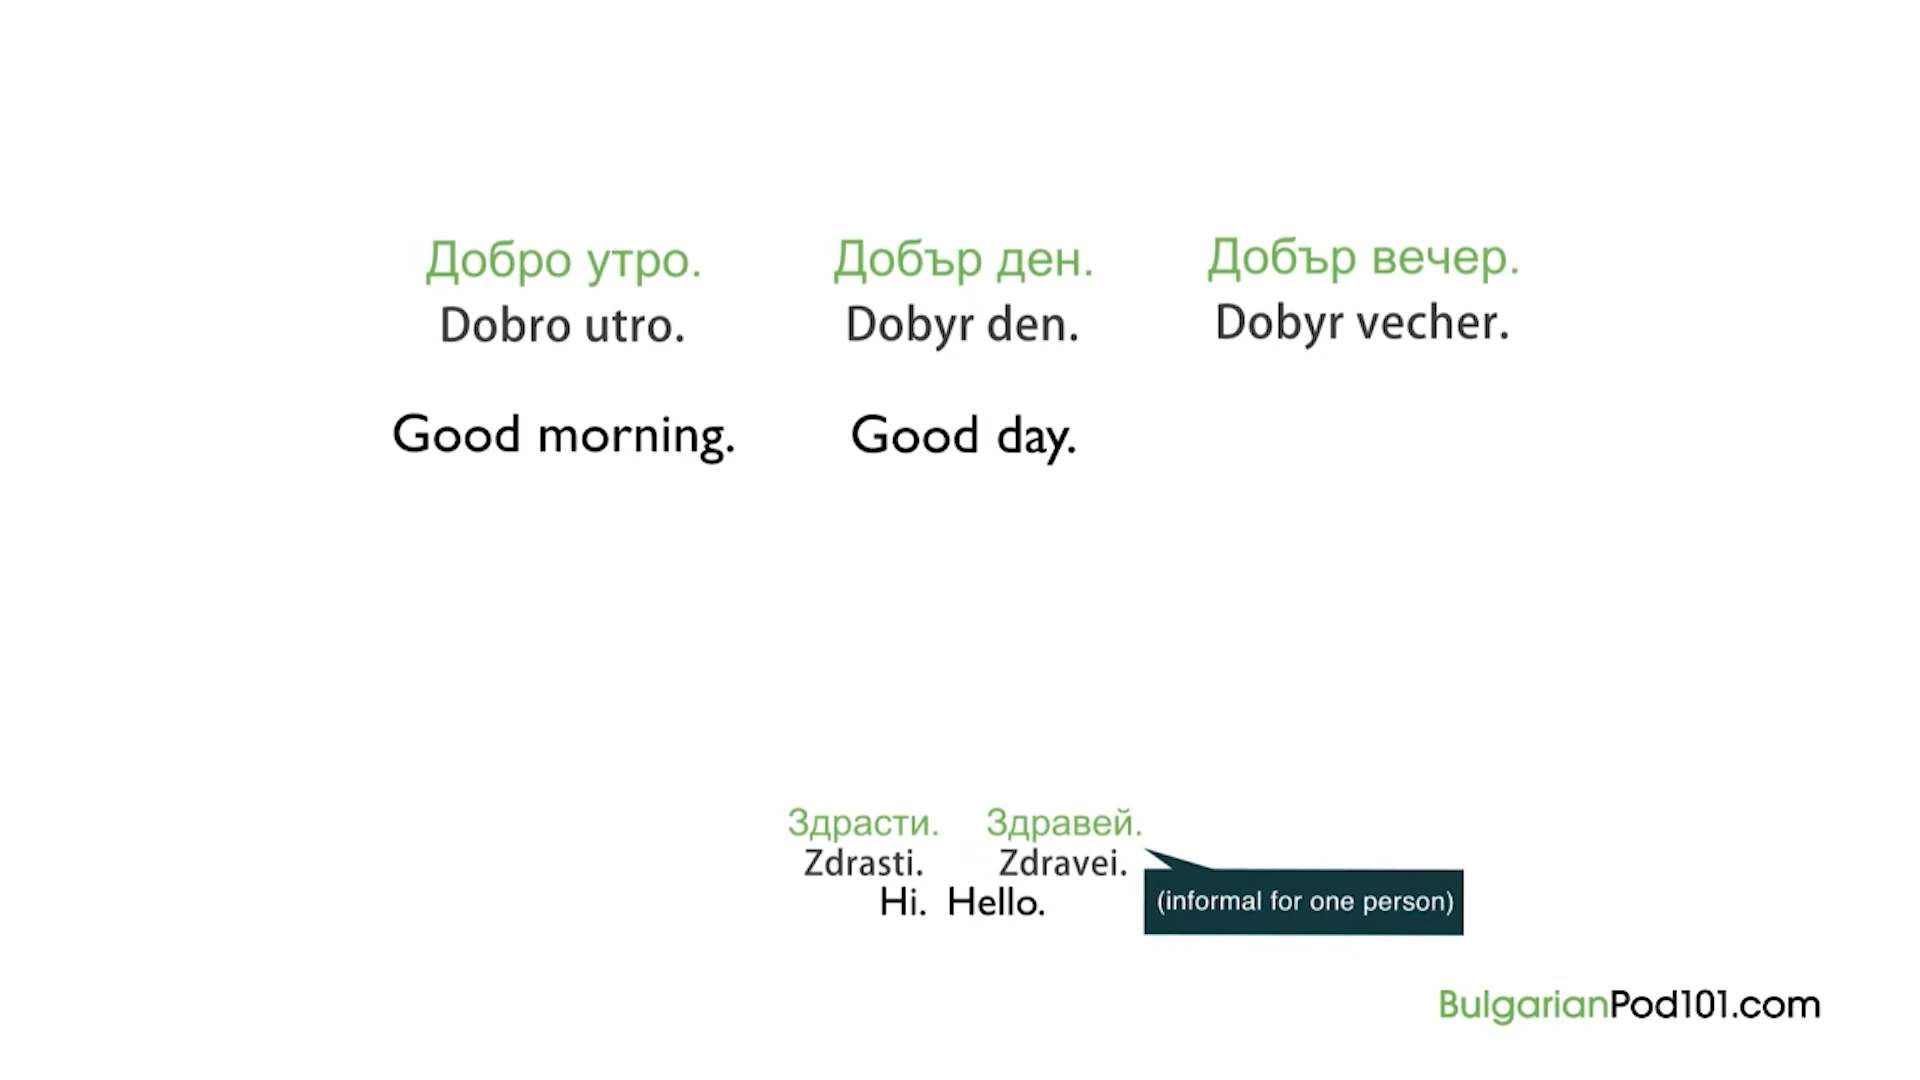 Добро утро.
Dobro utro.
Good morning.
Добър ден.
Dobyr den.
Good day.
Добър вечер.
Dobyr vecher.
Здрасти. Здравей.
Zdrasti. Zdravei.
Hi. Hello.
(informal for one person)
BulgarianPod101.com